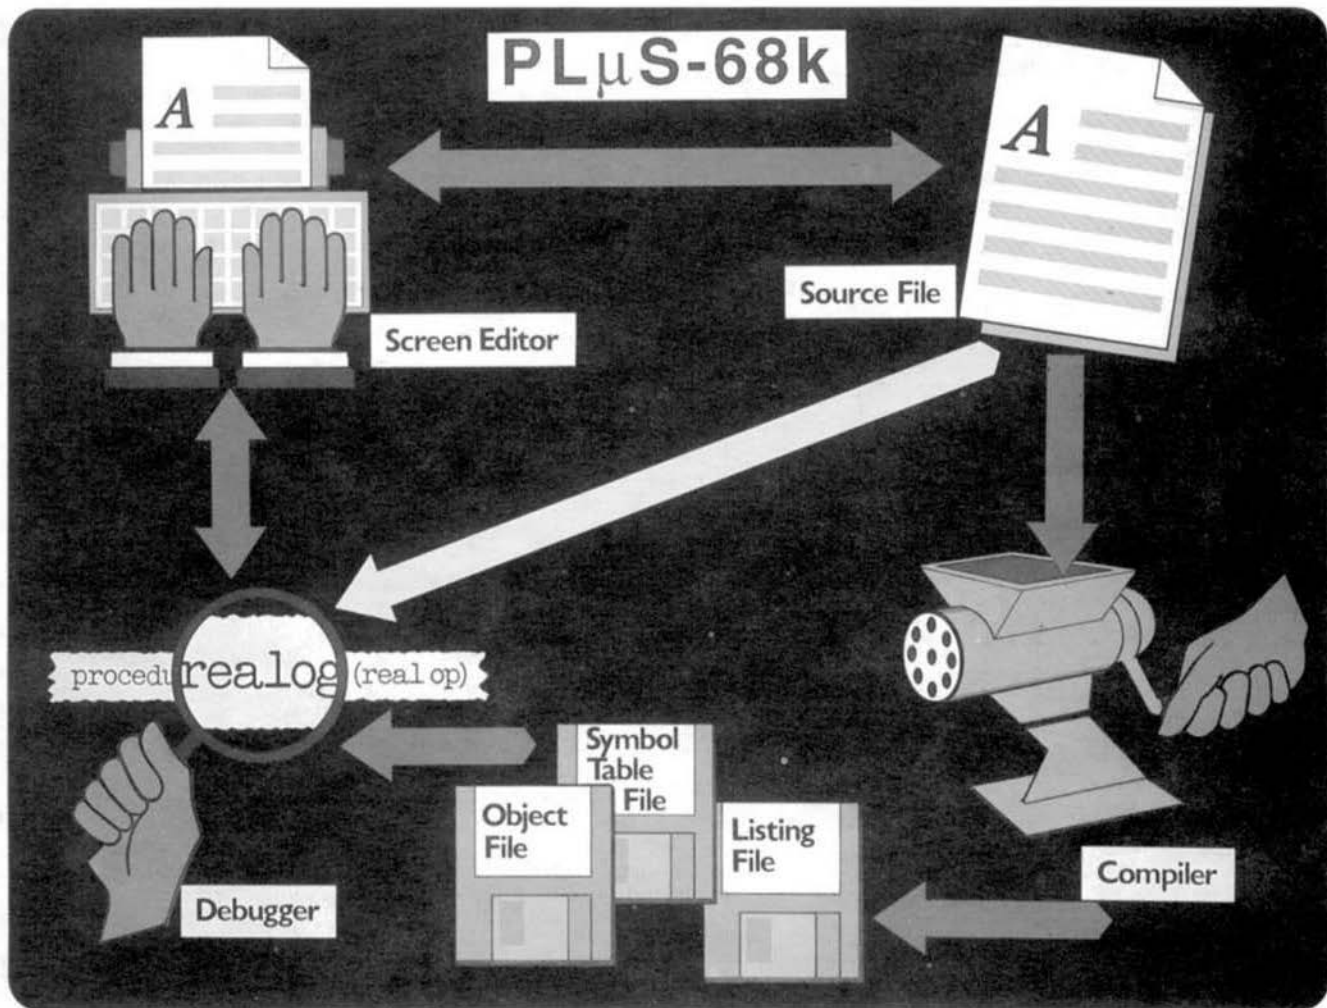 PLµS-68k
A
A
Source File
Screen Editor
procedu realog (real op)
Symbol
Table
File
Object
File
Listing
File
Compiler
Debugger